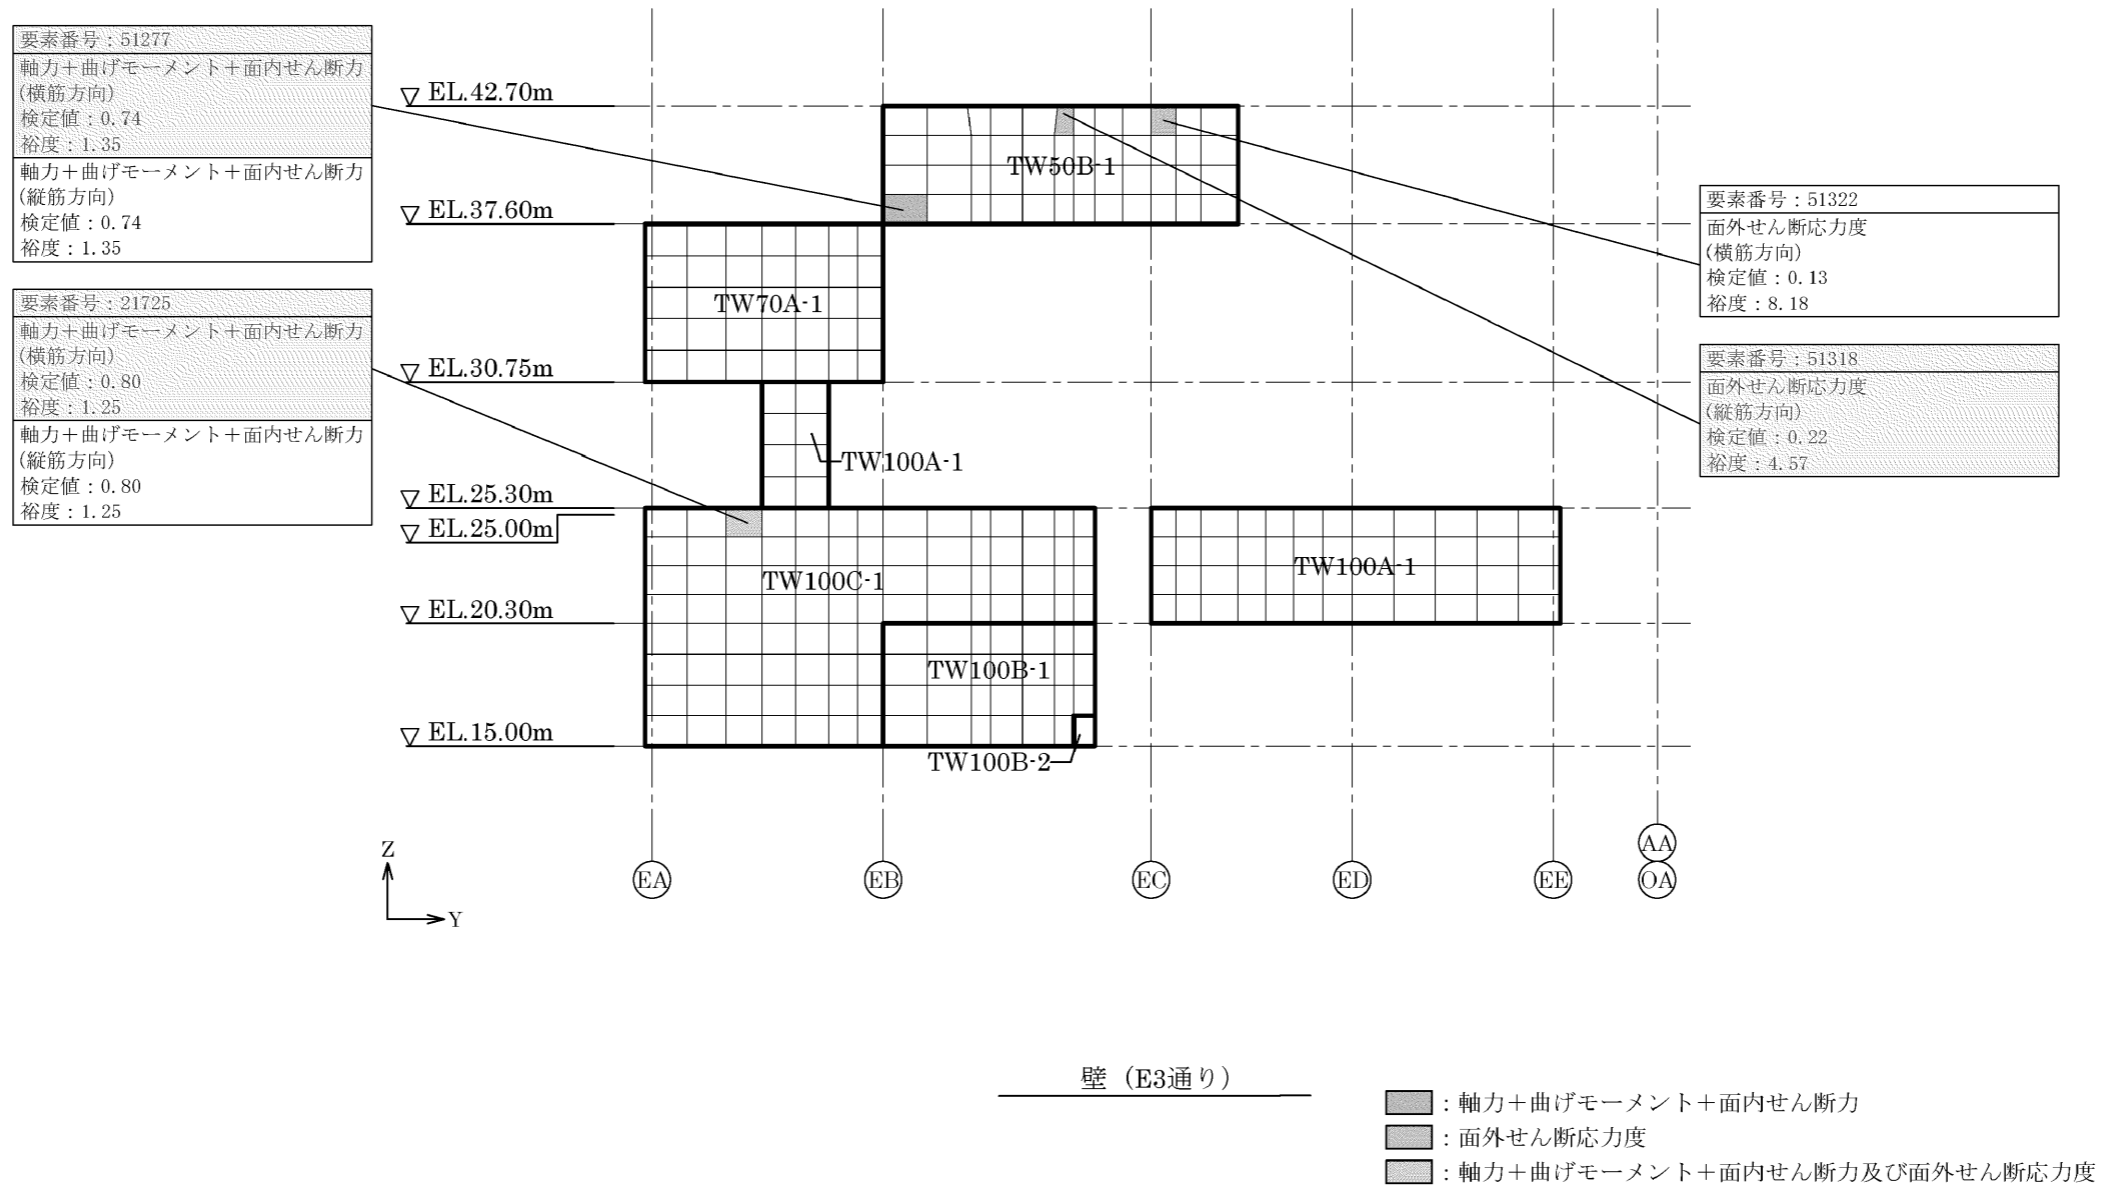 要素番号：51277
軸力＋曲げモーメント＋面内せん断力
(横筋方向)
検定値：0.74
裕度：1.35
軸力＋曲げモーメント＋面内せん断力
(縦筋方向)
検定値：0.74
裕度：1.35
要素番号：21725
軸力＋曲げモーメント＋面内せん断力
(横筋方向)
検定値：0.80
裕度：1.25
軸力＋曲げモーメント＋面内せん断力
(縦筋方向)
検定値：0.80
裕度：1.25
▽ EL.42.70m
▽ EL.37.60m
▽ EL.30.75m
▽ EL.25.30m
▽ EL.25.00m
▽ EL.20.30m
▽ EL.15.00m
TW50B-1
TW70A-1
TW100A-1
TW100C-1
TW100A-1
TW100B-1
TW100B-2
要素番号：51322
面外せん断応力度
(横筋方向)
検定値：0.13
裕度：8.18
要素番号：51318
面外せん断応力度
(縦筋方向)
検定値：0.22
裕度：4.57
Z
Y
EA
EB
EC
ED
EE
AA
OA
壁（E3通り）
：軸力＋曲げモーメント＋面内せん断力
：面外せん断応力度
：軸力＋曲げモーメント＋面内せん断力及び面外せん断応力度